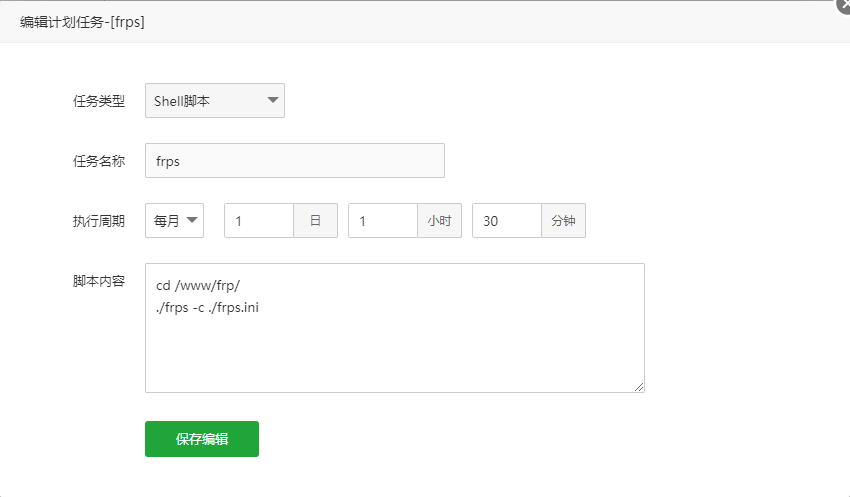 编辑计划任务-[frps]
任务类型 Shell脚本
任务名称 frps
执行周期 每月 1 日 1 小时 30 分钟
脚本内容 cd /www/frp/
./frps -c ./frps.ini
保存编辑